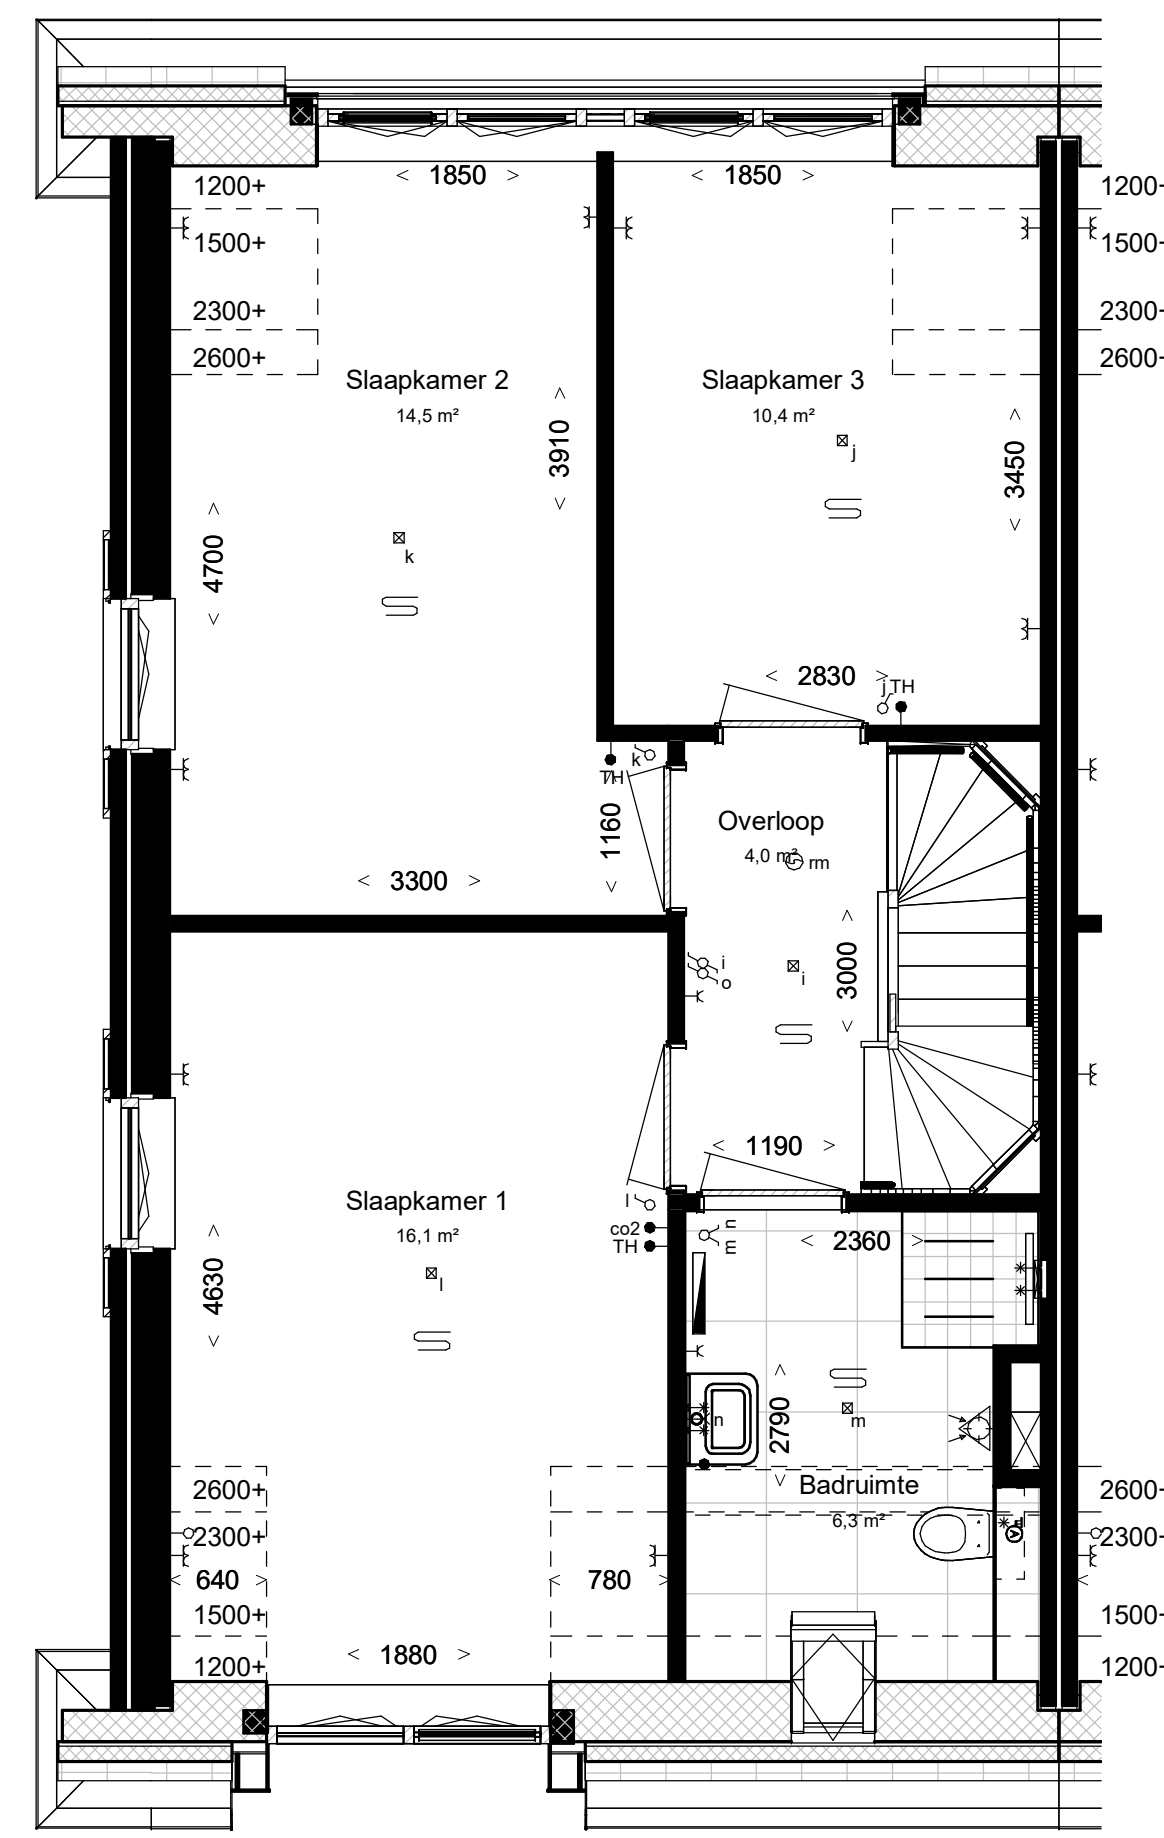 < 1850 >
< 1850 >
1200+
1200-
1500+
1500-
2300+
2300-
2600+
2600-
Slaapkamer 2
14,5 m²
Slaapkamer 3
10,4 m²
< 3910 >
< 3450 >
j
< 4700 >
k
< 2830 >
j TH
k
TH
< 1160 >
Overloop
4,0 m²
rm
< 3300 >
i
o
< 3000 >
i
< 1190 >
Slaapkamer 1
16,1 m²
l
co2
TH
m n
< 2360 >
l
< 4630 >
n
< 2790 >
m
Badruimte
6,3 m²
2600+
2600-
2300+
2300-
< 640 >
< 780 >
1500+
1500-
< 1880 >
1200+
1200-